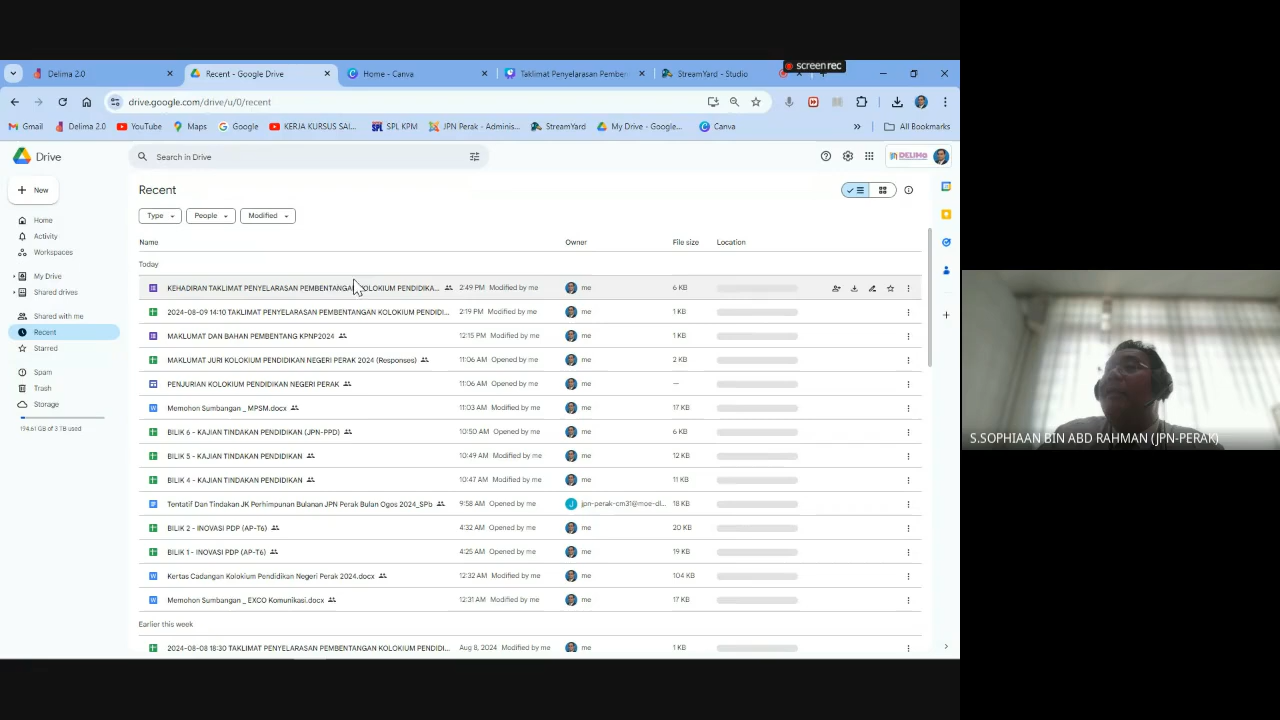 Delima 2.0
Recent - Google Drive
Home - Canva
Taklimat Penyelarasan Pember
StreamYard - Studio
screenrec
drive.google.com/drive/u/0/recent
Gmail
Delima 2.0
YouTube
Maps
Google
KERJA KURSUS SAI...
SPL KPM
JPN Perak - Adminis...
StreamYard
My Drive - Google...
Canva
All Bookmarks
Drive
Search in Drive
DELIMa
New
Recent
Home
Activity
Workspaces
My Drive
Shared drives
Shared with me
Recent
Starred
Spam
Trash
Storage
194.61 GB of 3 TB used
Type
People
Modified
Name Owner File size Location
Today
KEHADIRAN TAKLIMAT PENYELARASAN PEMBENTANGAN KOLOKIUM PENDIDIKA... 2:49 PM Modified by me me 6 KB
2024-08-09 14:10 TAKLIMAT PENYELARASAN PEMBENTANGAN KOLOKIUM PENDIDI... 2:19 PM Modified by me me 1 KB
MAKLUMAT DAN BAHAN PEMBENTANG KPNP2024 12:15 PM Modified by me me 1 KB
MAKLUMAT JURI KOLOKIUM PENDIDIKAN NEGERI PERAK 2024 (Responses) 11:06 AM Opened by me me 2 KB
PENJURIAN KOLOKIUM PENDIDIKAN NEGERI PERAK 11:06 AM Opened by me me —
Memohon Sumbangan _ MPSM.docx 11:03 AM Modified by me me 17 KB
BILIK 6 - KAJIAN TINDAKAN PENDIDIKAN (JPN-PPD) 10:50 AM Opened by me me 6 KB
BILIK 5 - KAJIAN TINDAKAN PENDIDIKAN 10:49 AM Modified by me me 12 KB
BILIK 4 - KAJIAN TINDAKAN PENDIDIKAN 10:47 AM Modified by me me 11 KB
Tentatif Dan Tindakan JK Perhimpunan Bulanan JPN Perak Bulan Ogos 2024_SPb 9:58 AM Opened by me jpn-perak-cm31@moe-dl... 18 KB
BILIK 2 - INOVASI PDP (AP-T6) 4:32 AM Opened by me me 20 KB
BILIK 1 - INOVASI PDP (AP-T6) 4:25 AM Opened by me me 19 KB
Kertas Cadangan Kolokium Pendidikan Negeri Perak 2024.docx 12:32 AM Modified by me me 104 KB
Memohon Sumbangan _ EXCO Komunikasi.docx 12:31 AM Modified by me me 17 KB
Earlier this week
2024-08-08 18:30 TAKLIMAT PENYELARASAN PEMBENTANGAN KOLOKIUM PENDIDI... Aug 8, 2024 Modified by me me 1 KB
S.SOPHIAAN BIN ABD RAHMAN (JPN-PERAK)